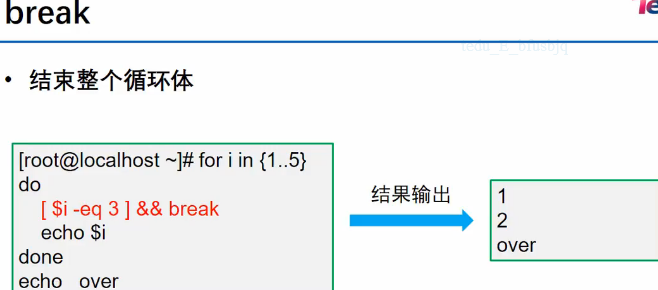 break
• 结束整个循环体
[root@localhost ~]# for i in {1..5}
do
[ $i -eq 3 ] && break
echo $i
done
echo over
结果输出
1
2
over